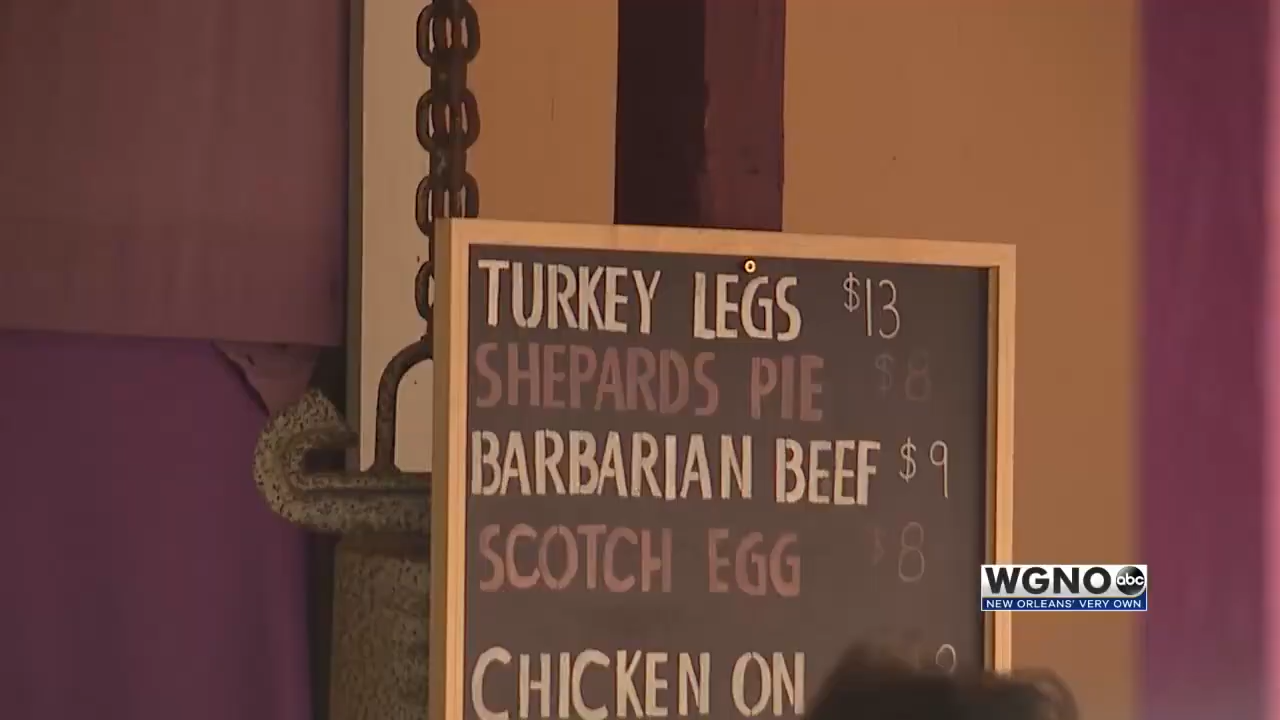 TURKEY LEGS $13
SHEPARDS PIE $8
BARBARIAN BEEF $9
SCOTCH EGG $8
CHICKEN ON
WGNO abc
NEW ORLEANS' VERY OWN